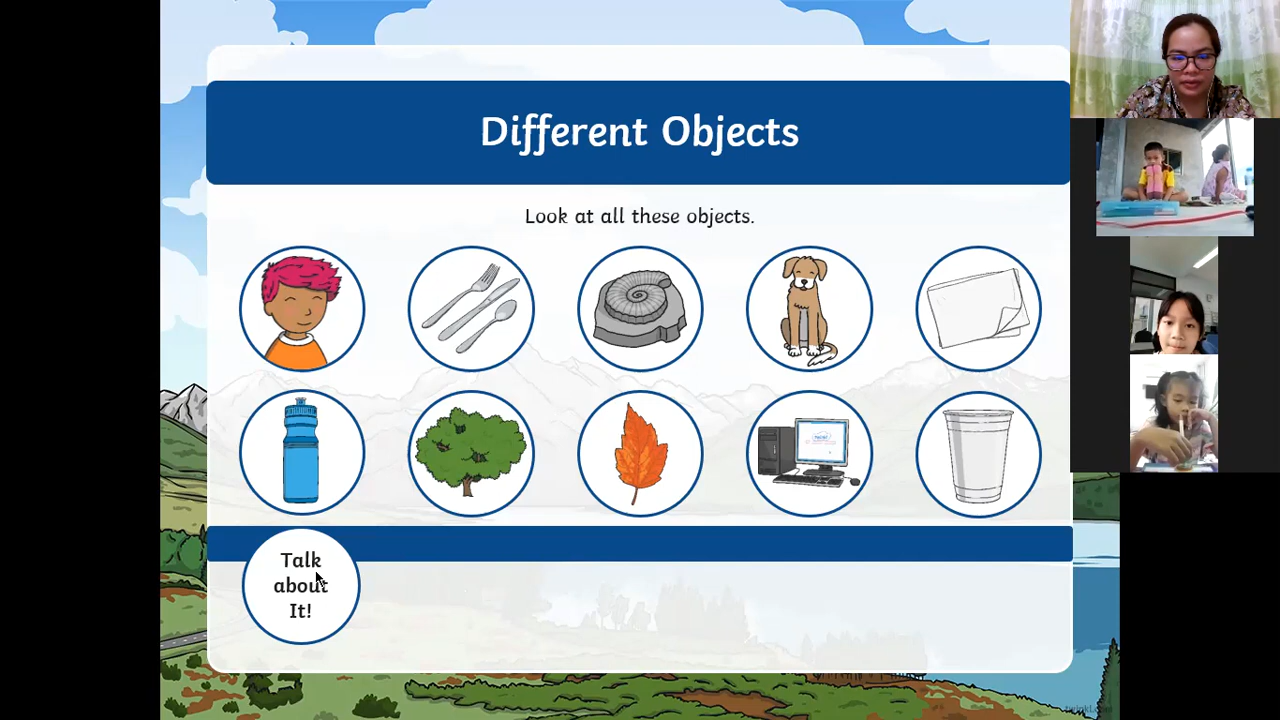 Different Objects
Look at all these objects.
Talk
about
It!